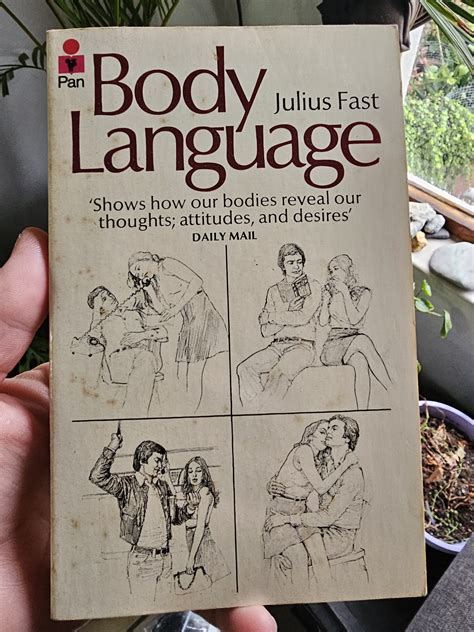 Pan
Body
Language
Julius Fast
'Shows how our bodies reveal our
thoughts; attitudes, and desires'
DAILY MAIL